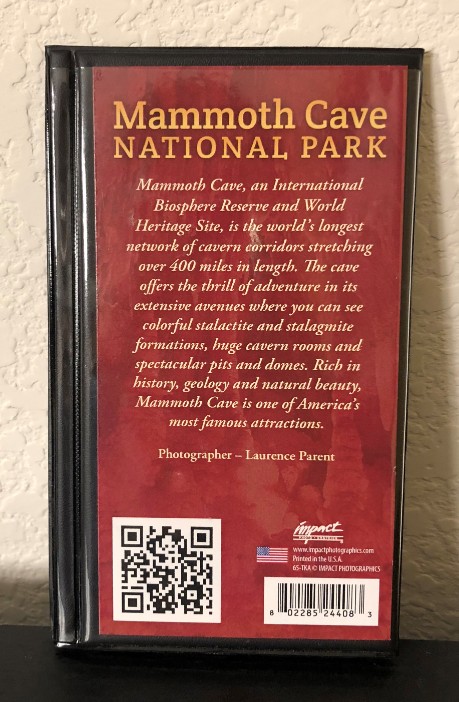 Mammoth Cave
NATIONAL PARK
Mammoth Cave, an International
Biosphere Reserve and World
Heritage Site, is the world's longest
network of cavern corridors stretching
over 400 miles in length. The cave
offers the thrill of adventure in its
extensive avenues where you can see
colorful stalactite and stalagmite
formations, huge cavern rooms and
spectacular pits and domes. Rich in
history, geology and natural beauty,
Mammoth Cave is one of America's
most famous attractions.
Photographer – Laurence Parent
impact
www.impactphotographics.com
Printed in the U.S.A.
65-TKA © IMPACT PHOTOGRAPHICS
8 02285 24408 3